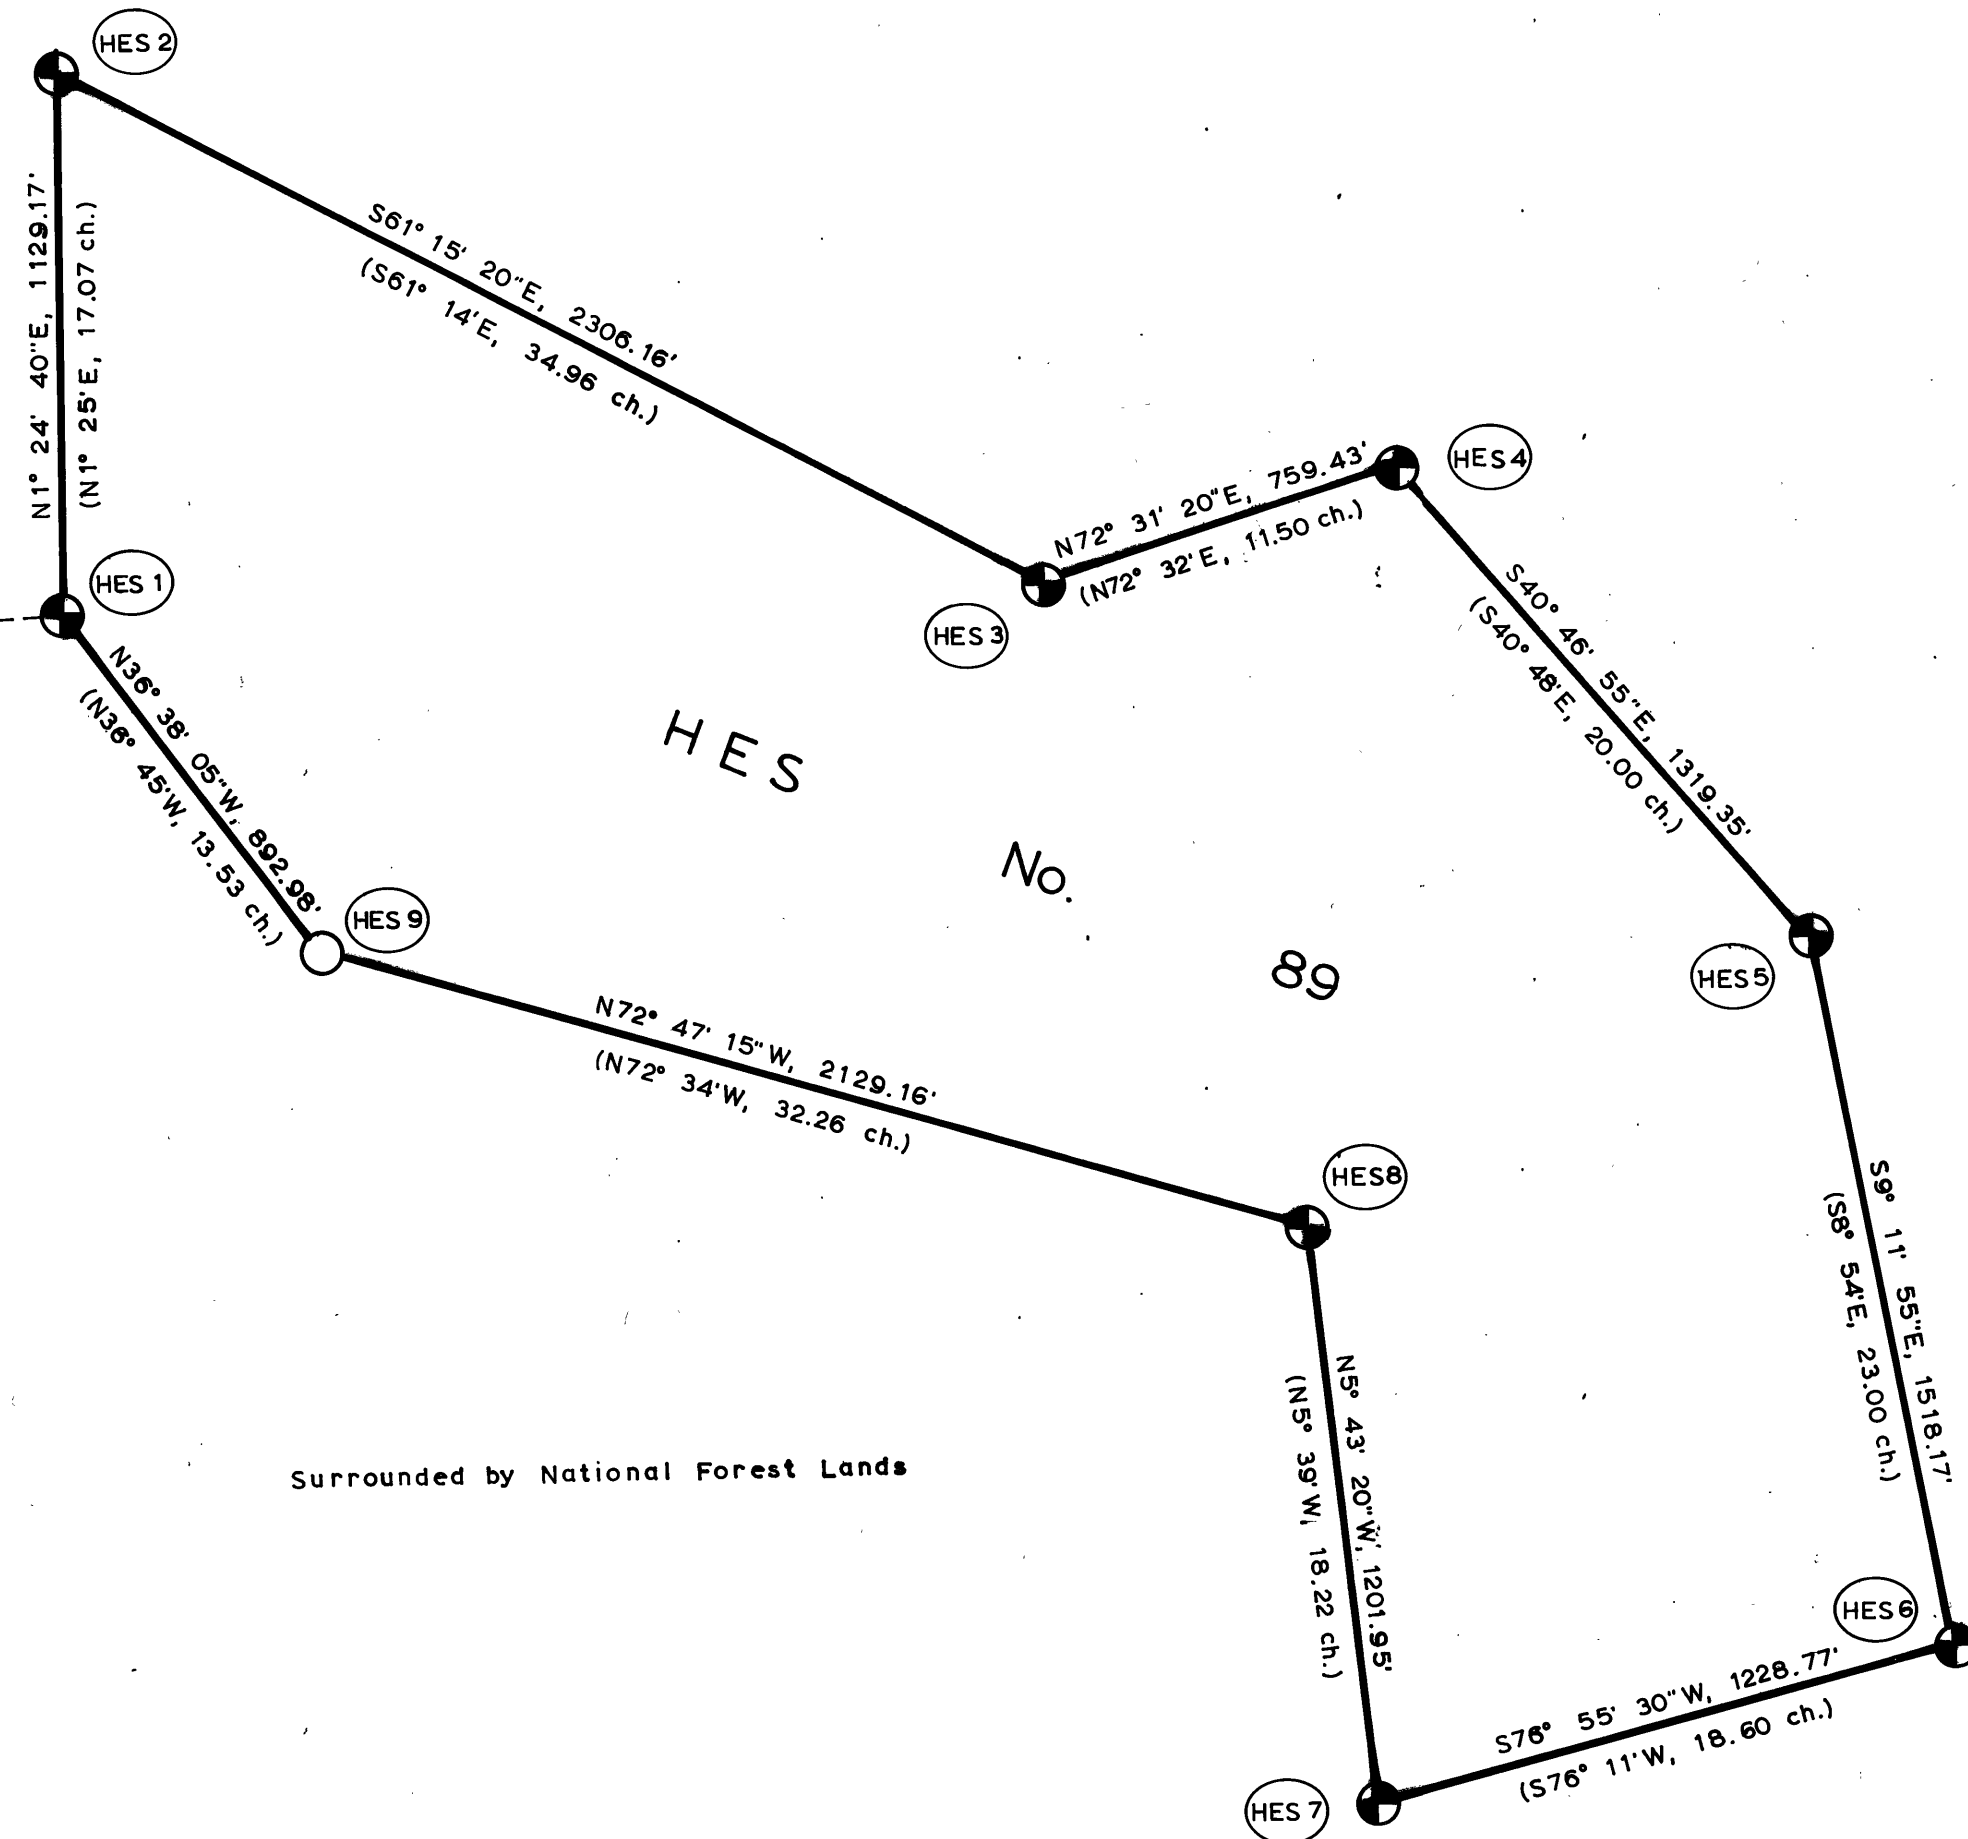 HES 2
N1° 24' 40"E, 1129.17'
(N1° 25'E, 17.07 ch.)
S61° 15' 20"E, 2306.16'
(S61° 14'E, 34.96 ch.)
HES 4
N72° 31' 20"E, 759.43'
(N72° 32'E, 11.50 ch.)
HES 1
HES 3
S40° 46' 55"E, 1319.35'
(S40° 48'E, 20.00 ch.)
N36° 38' 05"W, 892.98'
(N36° 45'W, 13.53 ch.)
HES
No.
89
HES 9
HES 5
N72° 47' 15"W, 2129.16'
(N72° 34'W, 32.26 ch.)
HES 8
S9° 11' 55"E, 1518.17'
(S8° 54'E, 23.00 ch.)
N5° 43' 20"W, 1201.95'
(N5° 39'W, 18.22 ch.)
Surrounded by National Forest Lands
HES 6
S76° 55' 30"W, 1228.77'
(S76° 11'W, 18.60 ch.)
HES 7